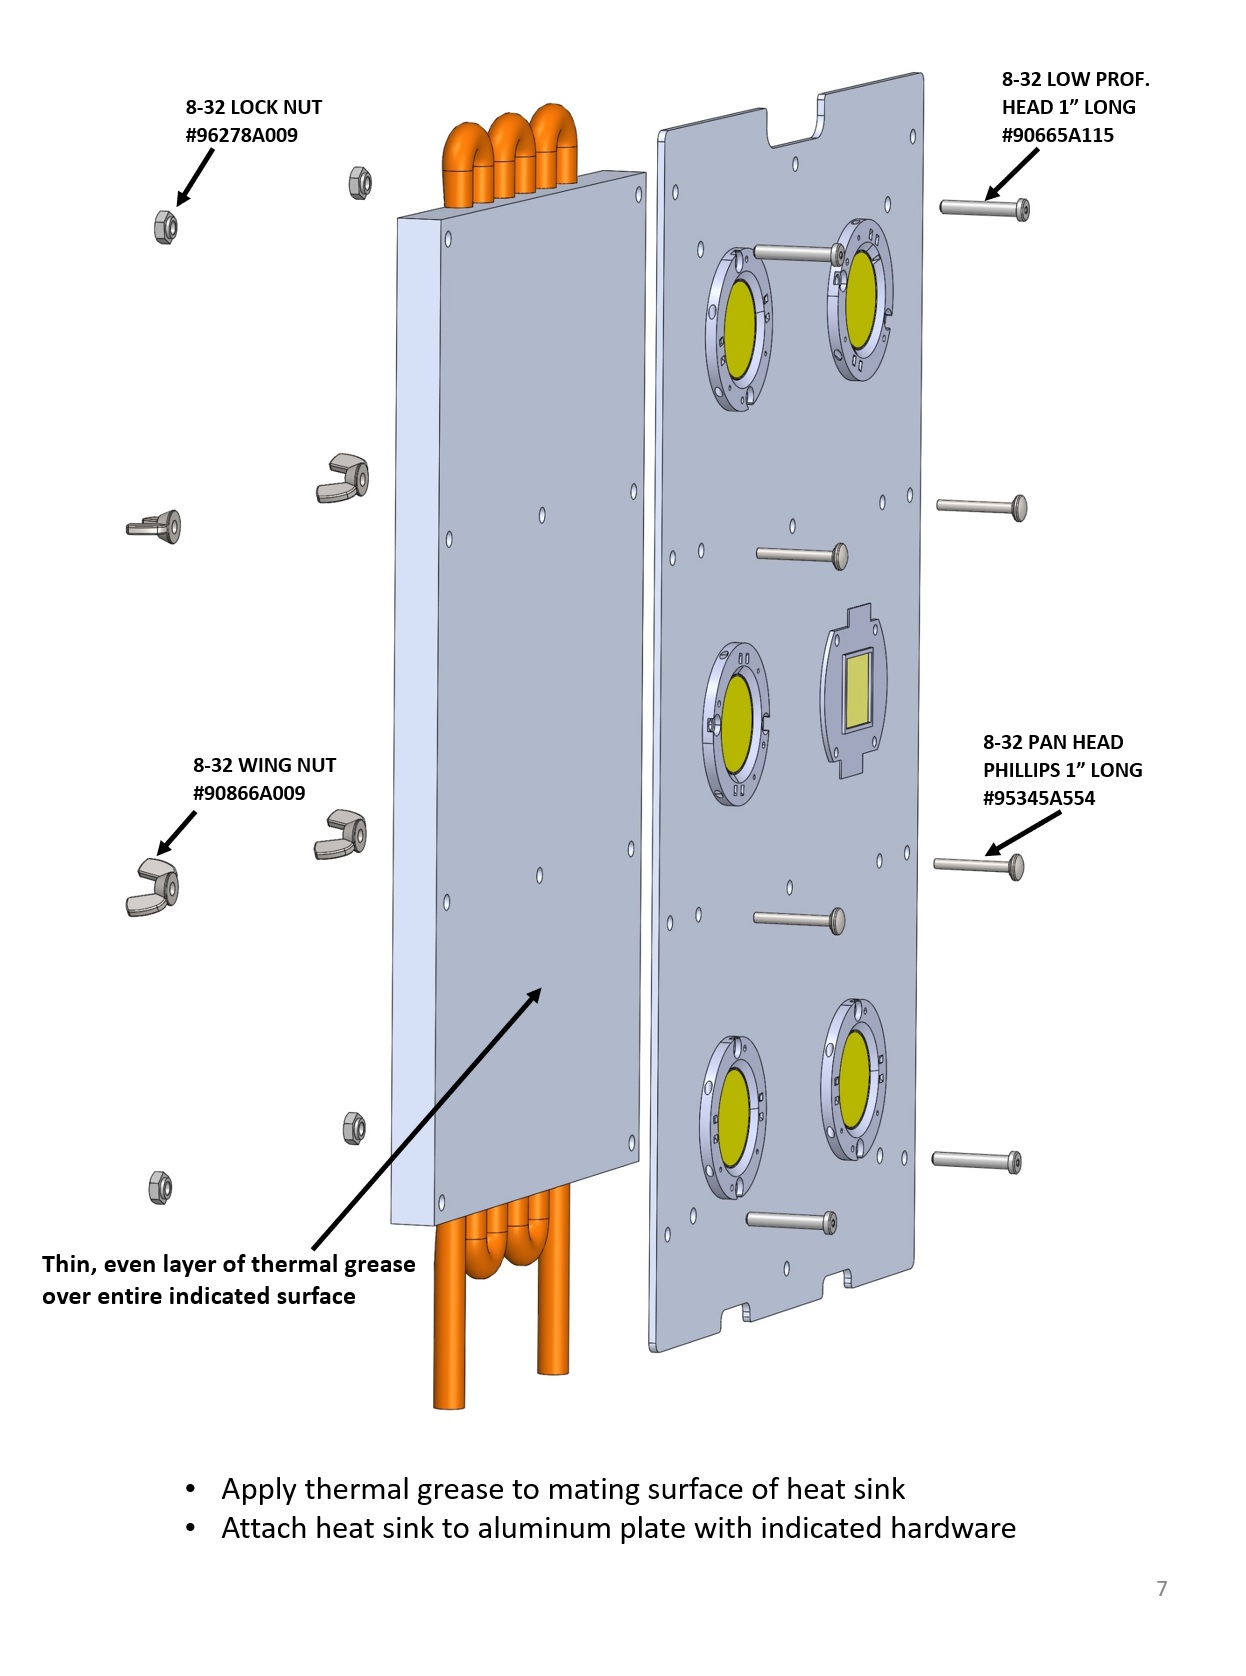 8-32 LOCK NUT
#96278A009
8-32 LOW PROF.
HEAD 1” LONG
#90665A115
8-32 PAN HEAD
PHILLIPS 1” LONG
#95345A554
8-32 WING NUT
#90866A009
Thin, even layer of thermal grease
over entire indicated surface
• Apply thermal grease to mating surface of heat sink
• Attach heat sink to aluminum plate with indicated hardware
7